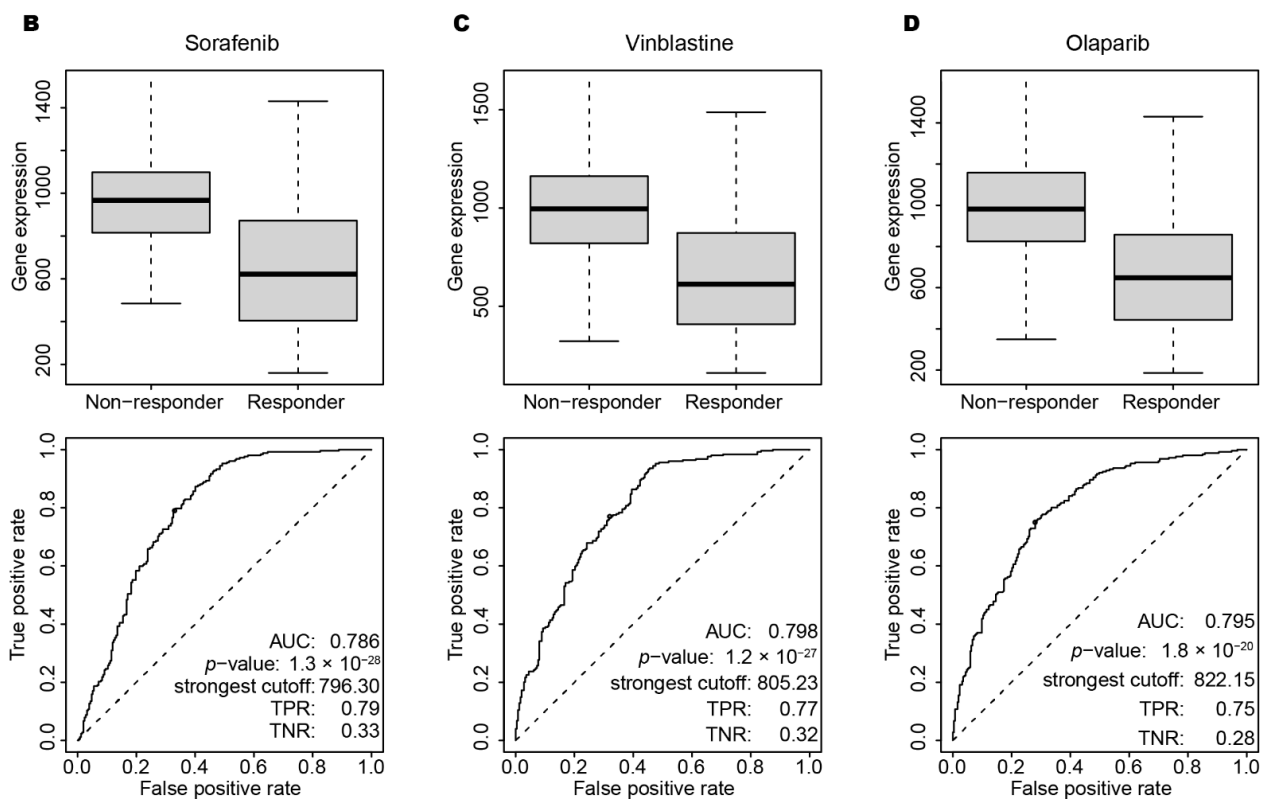 B
Sorafenib
Gene expression
1400
1000
600
200
Non−responder
Responder
True positive rate
1.0
0.8
0.6
0.4
0.2
0.0
AUC: 0.786
p−value: 1.3 × 10⁻²⁸
strongest cutoff: 796.30
TPR: 0.79
TNR: 0.33
0.0 0.2 0.4 0.6 0.8 1.0
False positive rate
C
Vinblastine
Gene expression
1500
1000
500
Non−responder
Responder
True positive rate
1.0
0.8
0.6
0.4
0.2
0.0
AUC: 0.798
p−value: 1.2 × 10⁻²⁷
strongest cutoff: 805.23
TPR: 0.77
TNR: 0.32
0.0 0.2 0.4 0.6 0.8 1.0
False positive rate
D
Olaparib
Gene expression
1400
1000
600
200
Non−responder
Responder
True positive rate
1.0
0.8
0.6
0.4
0.2
0.0
AUC: 0.795
p−value: 1.8 × 10⁻²⁰
strongest cutoff: 822.15
TPR: 0.75
TNR: 0.28
0.0 0.2 0.4 0.6 0.8 1.0
False positive rate